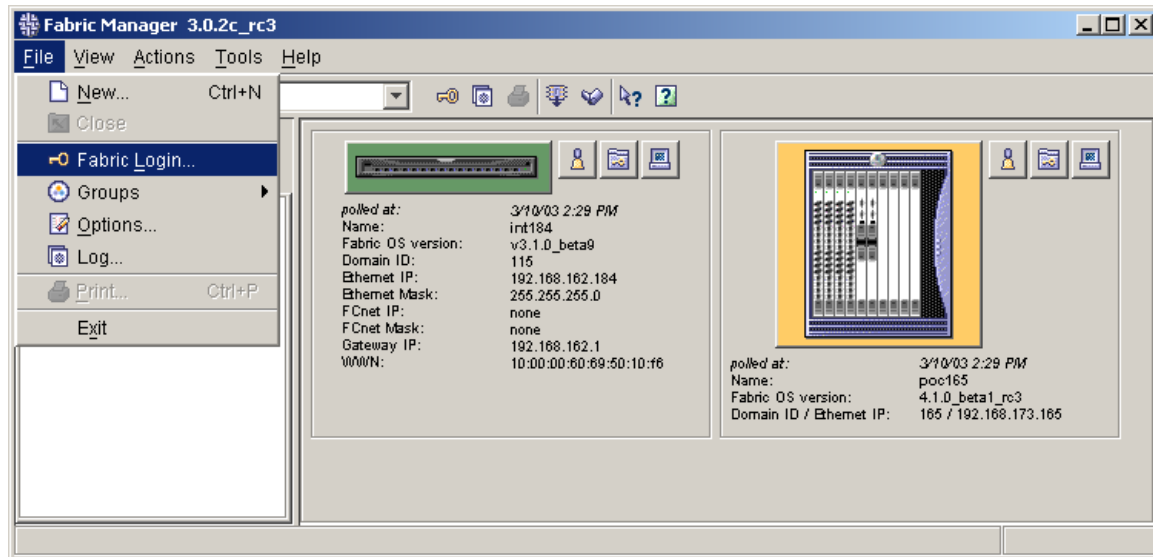 Fabric Manager 3.0.2c_rc3
File View Actions Tools Help
New... Ctrl+N
Close
Fabric Login...
Groups
Options...
Log...
Print... Ctrl+P
Exit
polled at: 3/10/03 2:29 PM
Name: int184
Fabric OS version: v3.1.0_beta9
Domain ID: 115
Ethernet IP: 192.168.162.184
Ethernet Mask: 255.255.255.0
FCnet IP: none
FCnet Mask: none
Gateway IP: 192.168.162.1
WWN: 10:00:00:60:69:50:10:f6
polled at: 3/10/03 2:29 PM
Name: poc165
Fabric OS version: 4.1.0_beta1_rc3
Domain ID / Ethernet IP: 165 / 192.168.173.165